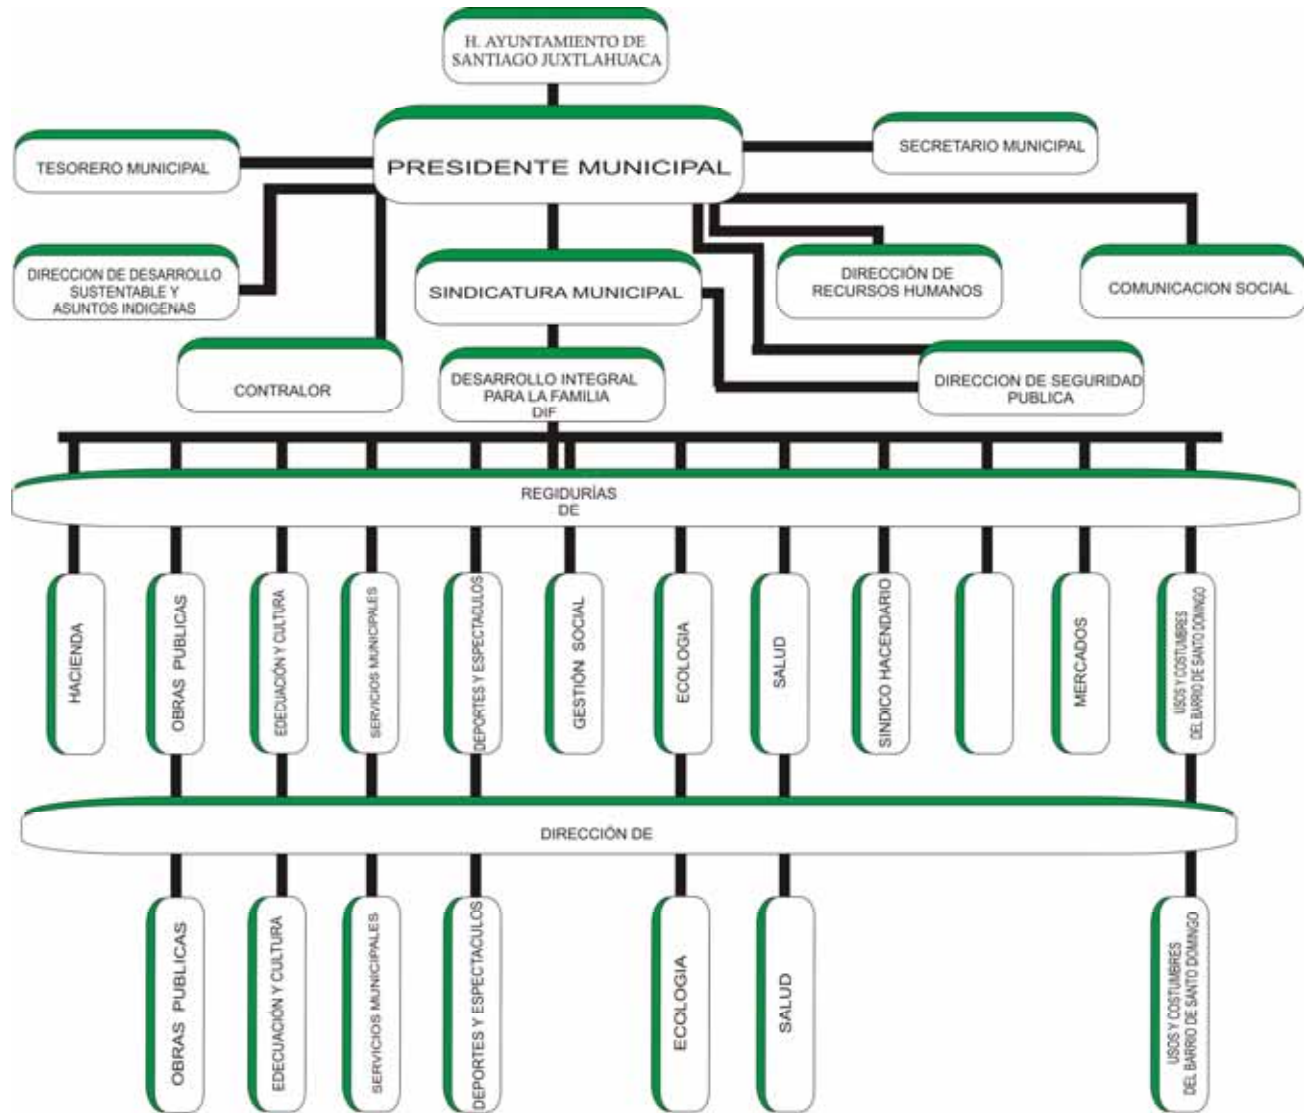 H. AYUNTAMIENTO DE
SANTIAGO JUXTLAHUACA
PRESIDENTE MUNICIPAL
SECRETARIO MUNICIPAL
TESORERO MUNICIPAL
DIRECCION DE DESARROLLO
SUSTENTABLE Y
ASUNTOS INDIGENAS
SINDICATURA MUNICIPAL
DIRECCIÓN DE
RECURSOS HUMANOS
COMUNICACION SOCIAL
CONTRALOR
DESARROLLO INTEGRAL
PARA LA FAMILIA
DIF
DIRECCION DE SEGURIDAD
PUBLICA
REGIDURÍAS
DE
HACIENDA
OBRAS PUBLICAS
EDECUACIÓN Y CULTURA
SERVICIOS MUNICIPALES
DEPORTES Y ESPECTACULOS
GESTIÓN SOCIAL
ECOLOGIA
SALUD
SÍNDICO HACENDARIO
MERCADOS
USOS Y COSTUMBRES
DEL BARRIO DE SANTO DOMINGO
DIRECCIÓN DE
OBRAS PUBLICAS
EDECUACIÓN Y CULTURA
SERVICIOS MUNICIPALES
DEPORTES Y ESPECTACULOS
ECOLOGIA
SALUD
USOS Y COSTUMBRES
DEL BARRIO DE SANTO DOMINGO